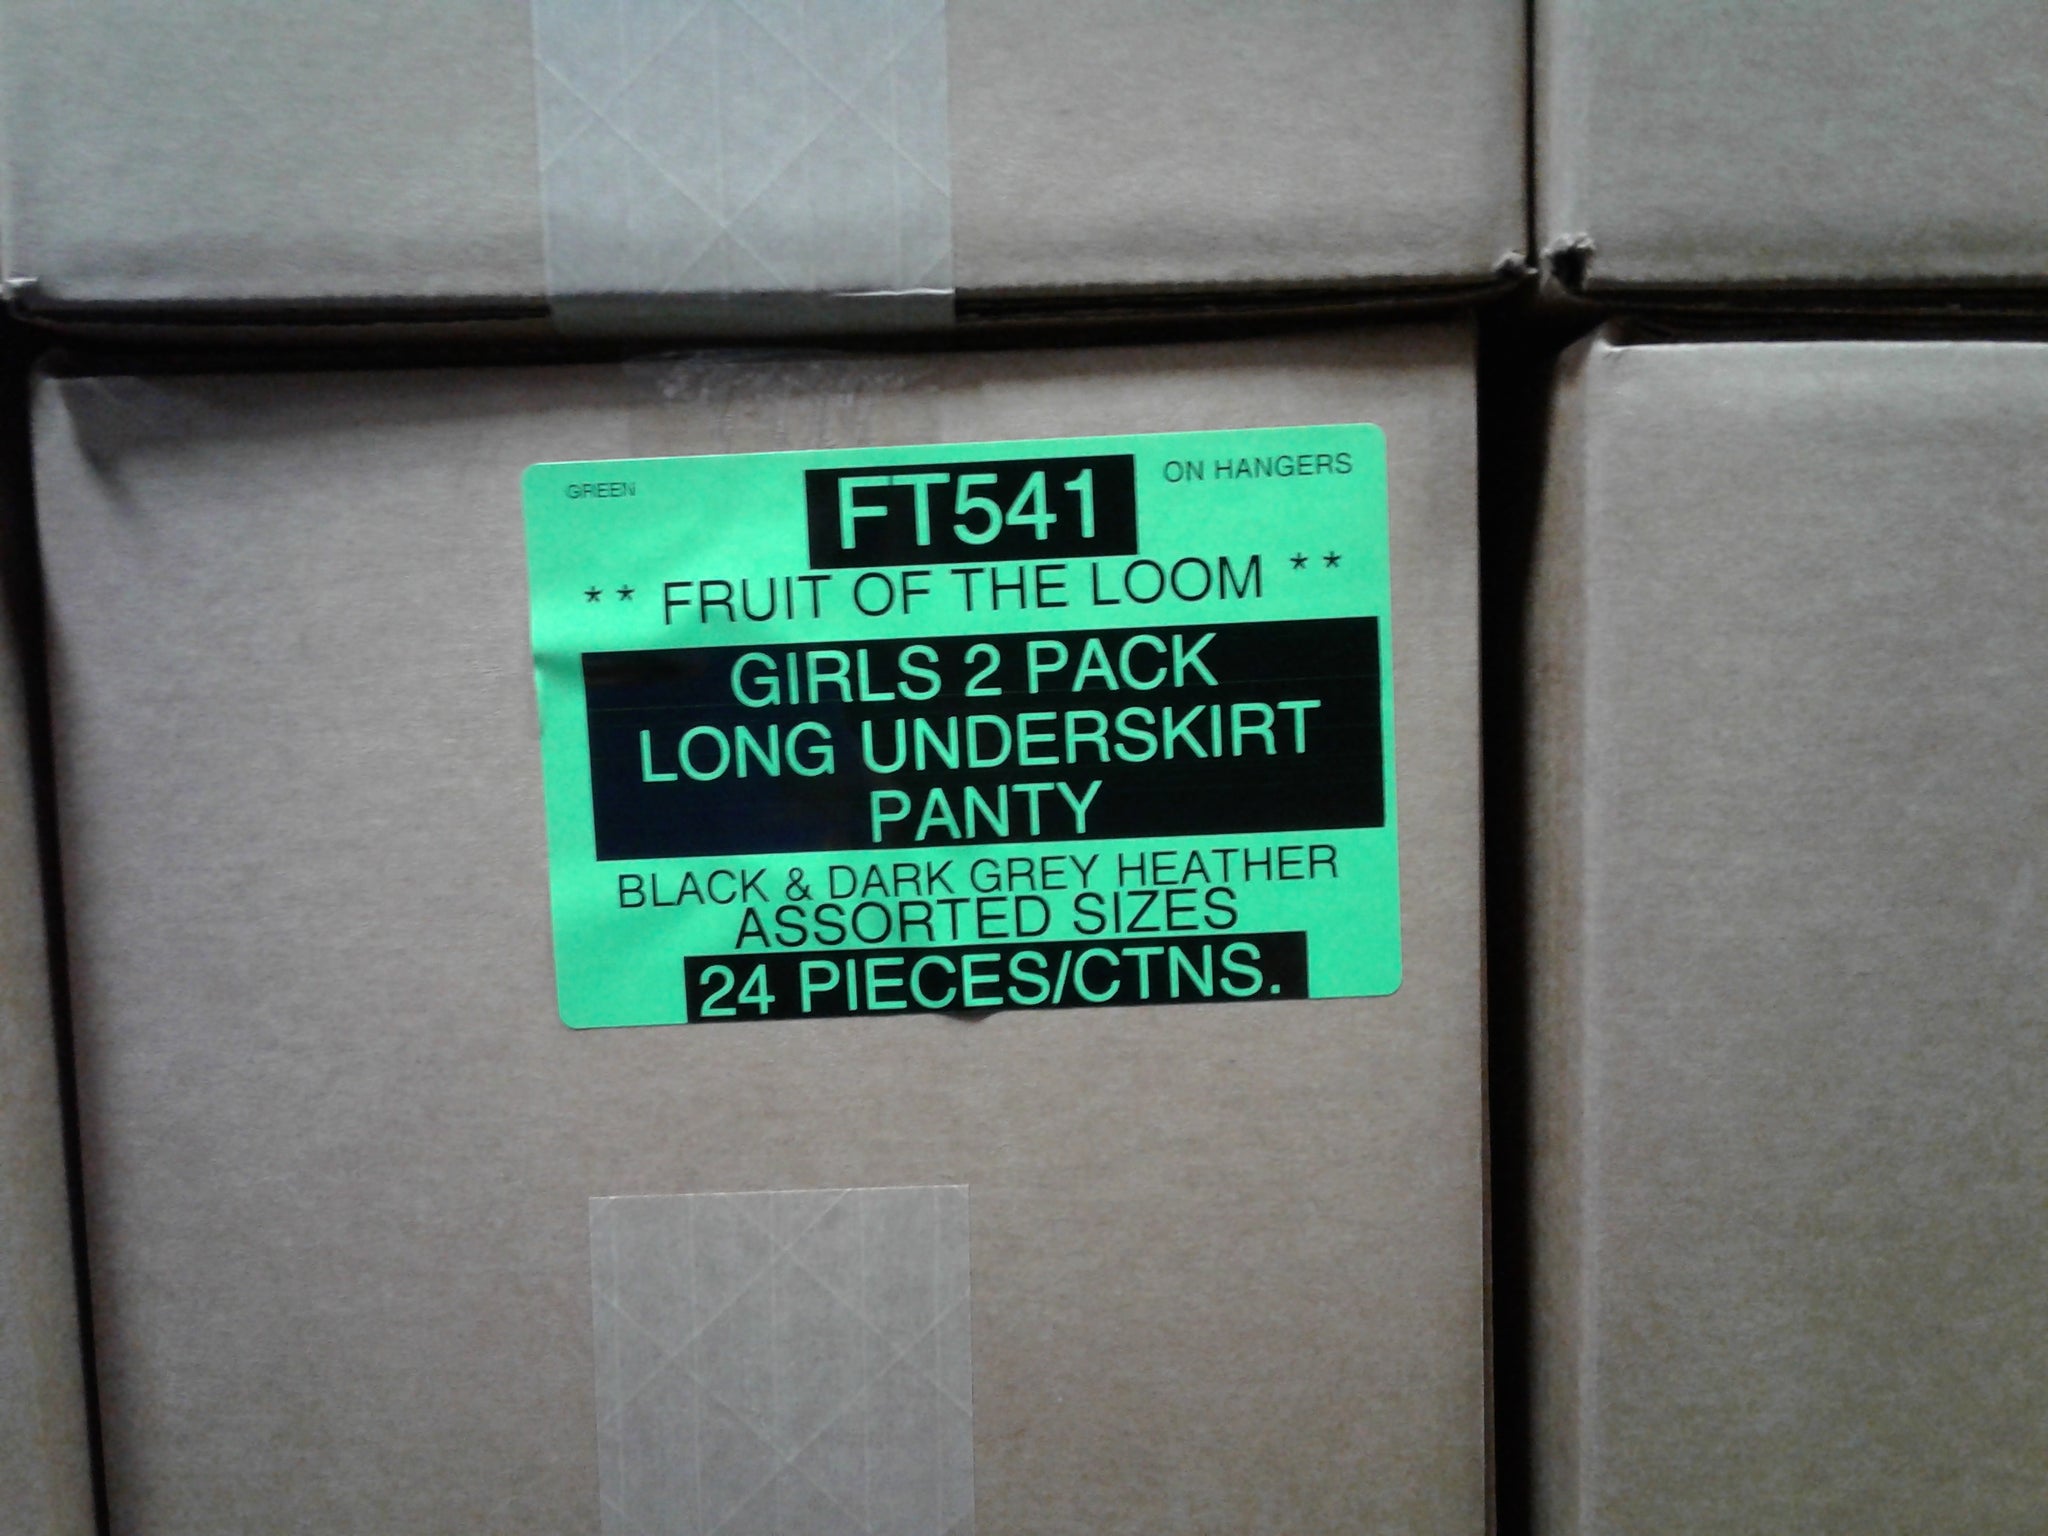 GREEN FT541 ON HANGERS
** FRUIT OF THE LOOM **
GIRLS 2 PACK
LONG UNDERSKIRT
PANTY
BLACK & DARK GREY HEATHER
ASSORTED SIZES
24 PIECES/CTNS.